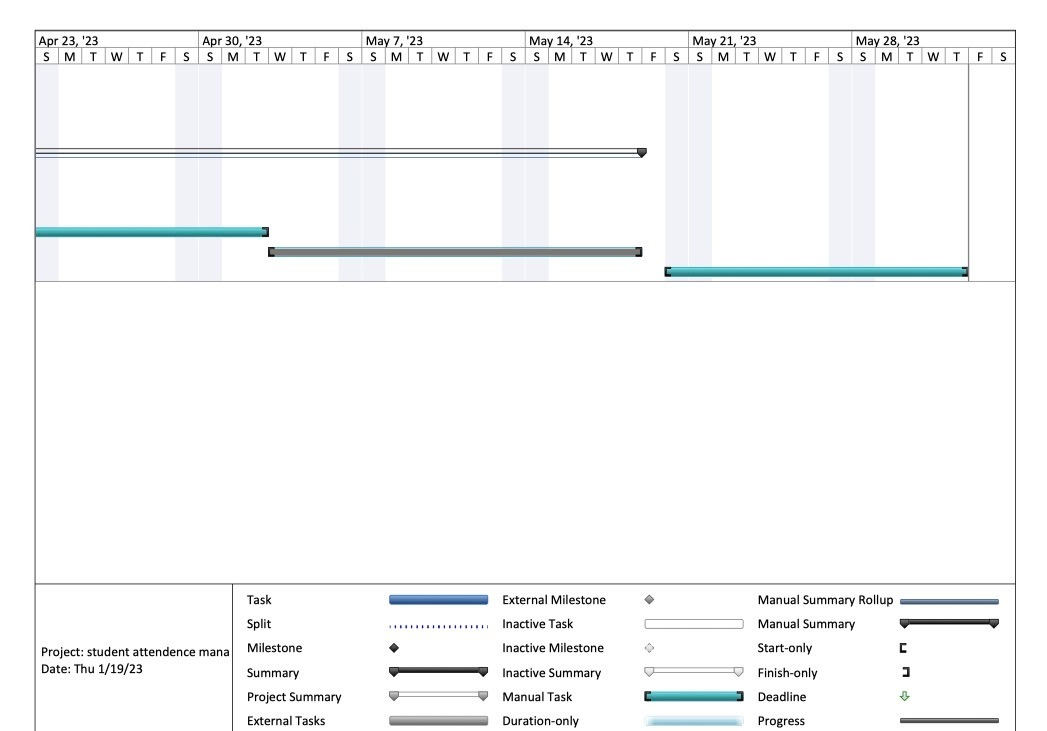 Apr 23, '23 Apr 30, '23 May 7, '23 May 14, '23 May 21, '23 May 28, '23
S M T W T F S S M T W T F S S M T W T F S S M T W T F S S M T W T F S S M T W T F S
Task External Milestone Manual Summary Rollup
Split Inactive Task Manual Summary
Project: student attendence mana Milestone Inactive Milestone Start-only
Date: Thu 1/19/23 Summary Inactive Summary Finish-only
Project Summary Manual Task Deadline
External Tasks Duration-only Progress